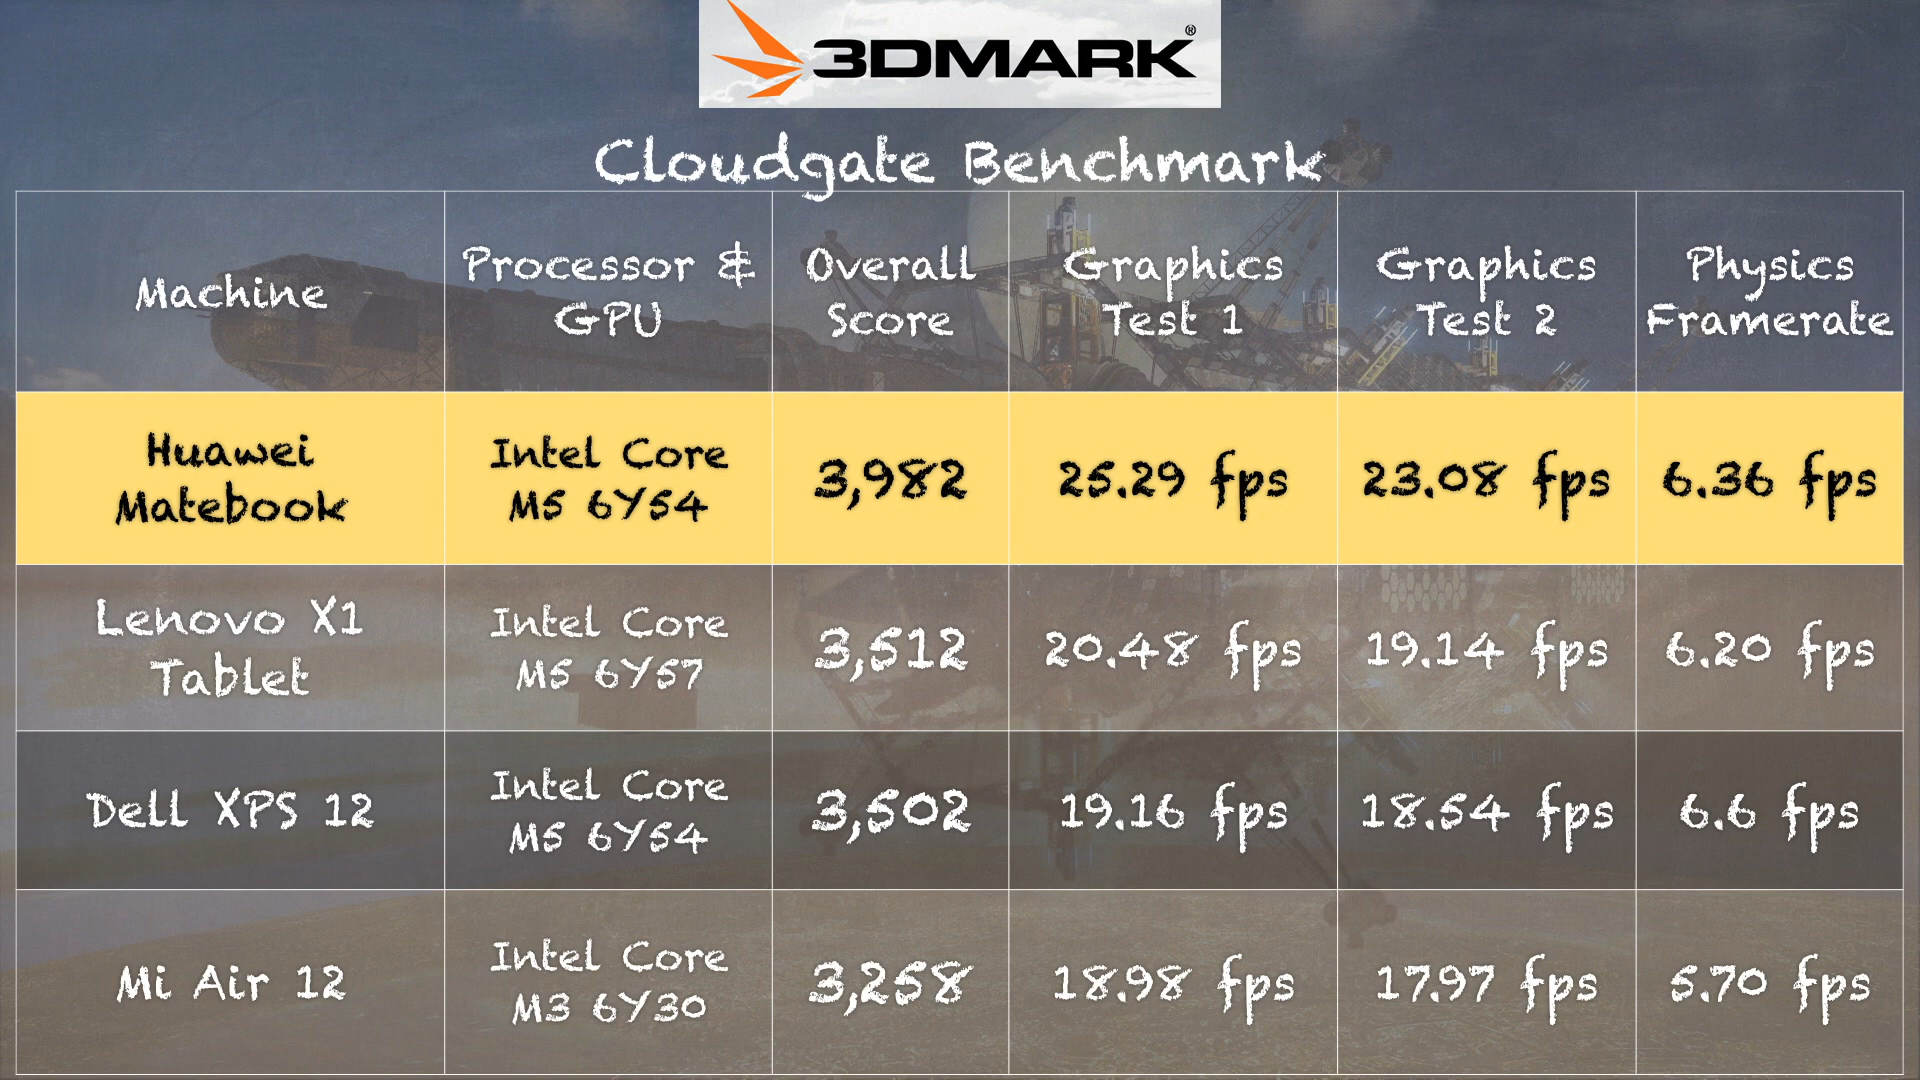 3DMARK®
Cloudgate Benchmark
Machine
Processor &
GPU
Overall
Score
Graphics
Test 1
Graphics
Test 2
Physics
Framerate
Huawei
Matebook
Intel Core
M5 6Y54
3,982
25.29 fps
23.08 fps
6.36 fps
Lenovo X1
Tablet
Intel Core
M5 6Y57
3,512
20.48 fps
19.14 fps
6.20 fps
Dell XPS 12
Intel Core
M5 6Y54
3,502
19.16 fps
18.54 fps
6.6 fps
Mi Air 12
Intel Core
M3 6Y30
3,258
18.98 fps
17.97 fps
5.70 fps